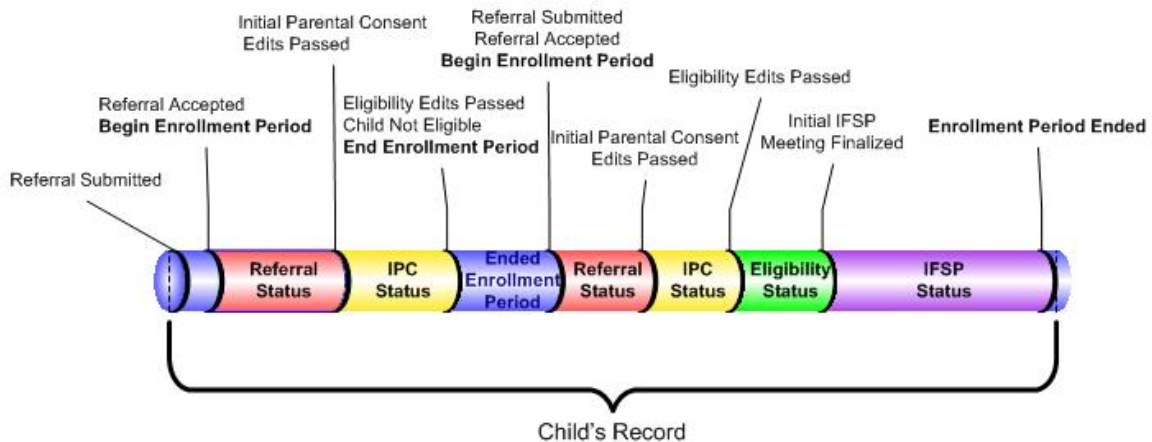 Referral Submitted
Referral Accepted
Begin Enrollment Period
Initial Parental Consent
Edits Passed
Eligibility Edits Passed
Child Not Eligible
End Enrollment Period
Referral Submitted
Referral Accepted
Begin Enrollment Period
Initial Parental Consent
Edits Passed
Eligibility Edits Passed
Initial IFSP
Meeting Finalized
Enrollment Period Ended
Referral
Status
IPC
Status
Ended
Enrollment
Period
Referral
Status
IPC
Status
Eligibility
Status
IFSP
Status
Child's Record